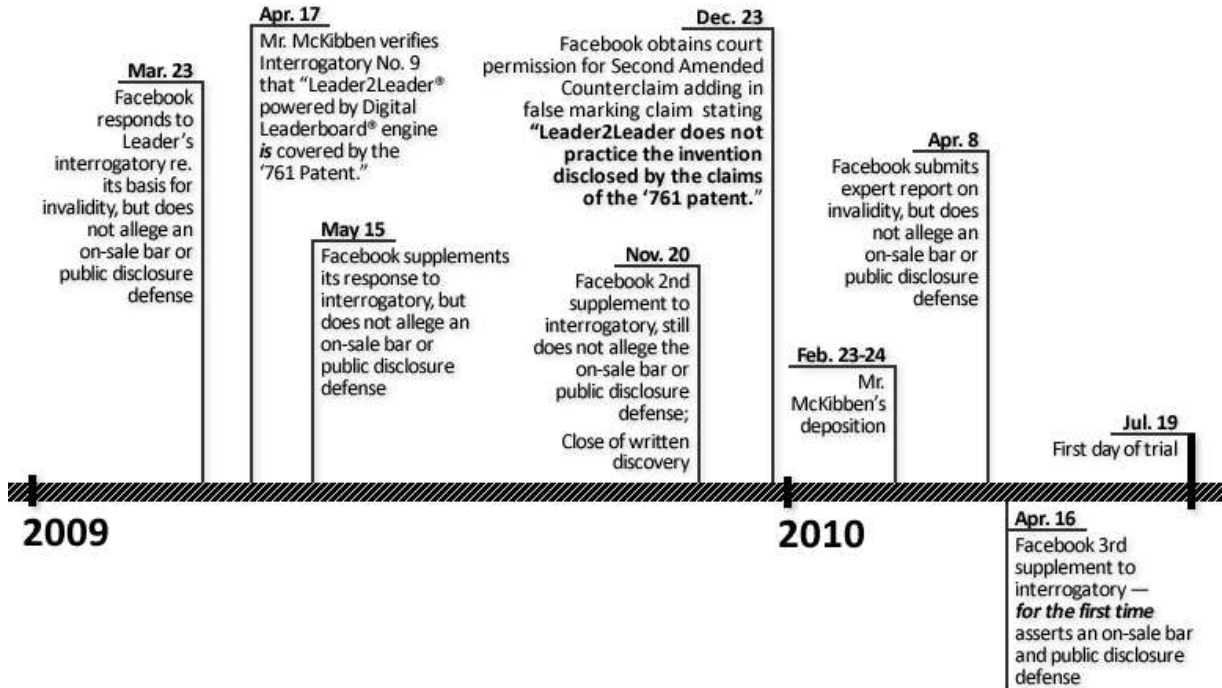 Mar. 23
Facebook
responds to
Leader's
interrogatory re.
its basis for
invalidity, but does
not allege an
on-sale bar or
public disclosure
defense
Apr. 17
Mr. McKibben verifies
Interrogatory No. 9
that “Leader2Leader®
powered by Digital
Leaderboard® engine
is covered by the
‘761 Patent.”
May 15
Facebook supplements
its response to
interrogatory, but
does not allege an
on-sale bar or
public disclosure
defense
Nov. 20
Facebook 2nd
supplement to
interrogatory, still
does not allege the
on-sale bar or
public disclosure
defense;
Close of written
discovery
Dec. 23
Facebook obtains court
permission for Second Amended
Counterclaim adding in
false marking claim stating
“Leader2Leader does not
practice the invention
disclosed by the claims
of the ‘761 patent.”
Feb. 23-24
Mr.
McKibben's
deposition
Apr. 8
Facebook submits
expert report on
invalidity, but does
not allege an
on-sale bar or
public disclosure
defense
Jul. 19
First day of trial
2009
2010
Apr. 16
Facebook 3rd
supplement to
interrogatory —
for the first time
asserts an on-sale bar
and public disclosure
defense